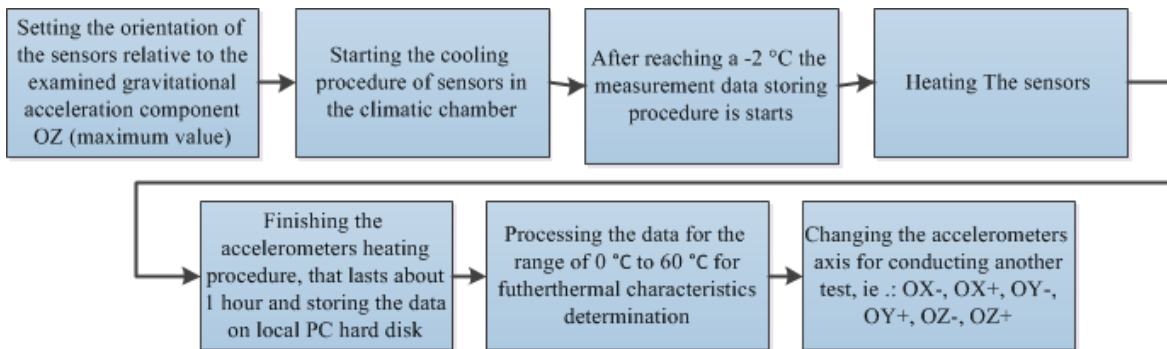 Setting the orientation of
the sensors relative to the
examined gravitational
acceleration component
OZ (maximum value)
Starting the cooling
procedure of sensors in
the climatic chamber
After reaching a -2 °C the
measurement data storing
procedure is starts
Heating The sensors
Finishing the
accelerometers heating
procedure, that lasts about
1 hour and storing the data
on local PC hard disk
Processing the data for the
range of 0 °C to 60 °C for
futherthermal characteristics
determination
Changing the accelerometers
axis for conducting another
test, ie .: OX-, OX+, OY-,
OY+, OZ-, OZ+